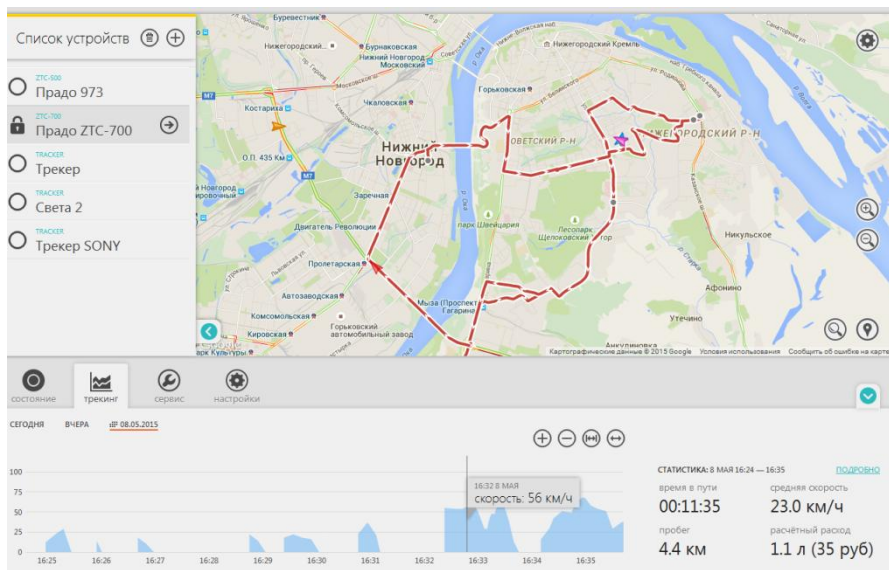 Список устройств
ZTC-500
Прадо 973
ZTC-700
Прадо ZTC-700
TRACKER
Трекер
TRACKER
Света 2
TRACKER
Трекер SONY
Буревестник
Нижегородский...
Бурнаковская
Нижний Новгород-
Московский
Нижегородский Кремль
Горьковская
Чкаловская
Костариха
М7
Нижний
Новгород
О.П. 435 Км
М7
СОВЕТСКИЙ Р-Н
Заречная
Двигатель Революции
парк Швейцария
Лесопарк
Никульское
Пролетарская
Афонино
Автозаводская
Мыза (Проспект
Гагарина)
Утечино
Комсомольская
Горьковский
автомобильный завод
Кировская
арк Культуры
Анкудиновка
Картографические данные © 2015 Google
Условия использования
Сообщить об ошибке на карте
состояние
трекинг
сервис
настройки
СЕГОДНЯ
ВЧЕРА
08.05.2015
100
75
50
25
0
16:32 8 МАЯ
скорость: 56 км/ч
16:25 16:26 16:27 16:28 16:29 16:30 16:31 16:32 16:33 16:34 16:35
СТАТИСТИКА: 8 МАЯ 16:24 — 16:35
ПОДРОБНО
время в пути
средняя скорость
00:11:35
23.0 км/ч
пробег
расчётный расход
4.4 км
1.1 л (35 руб)